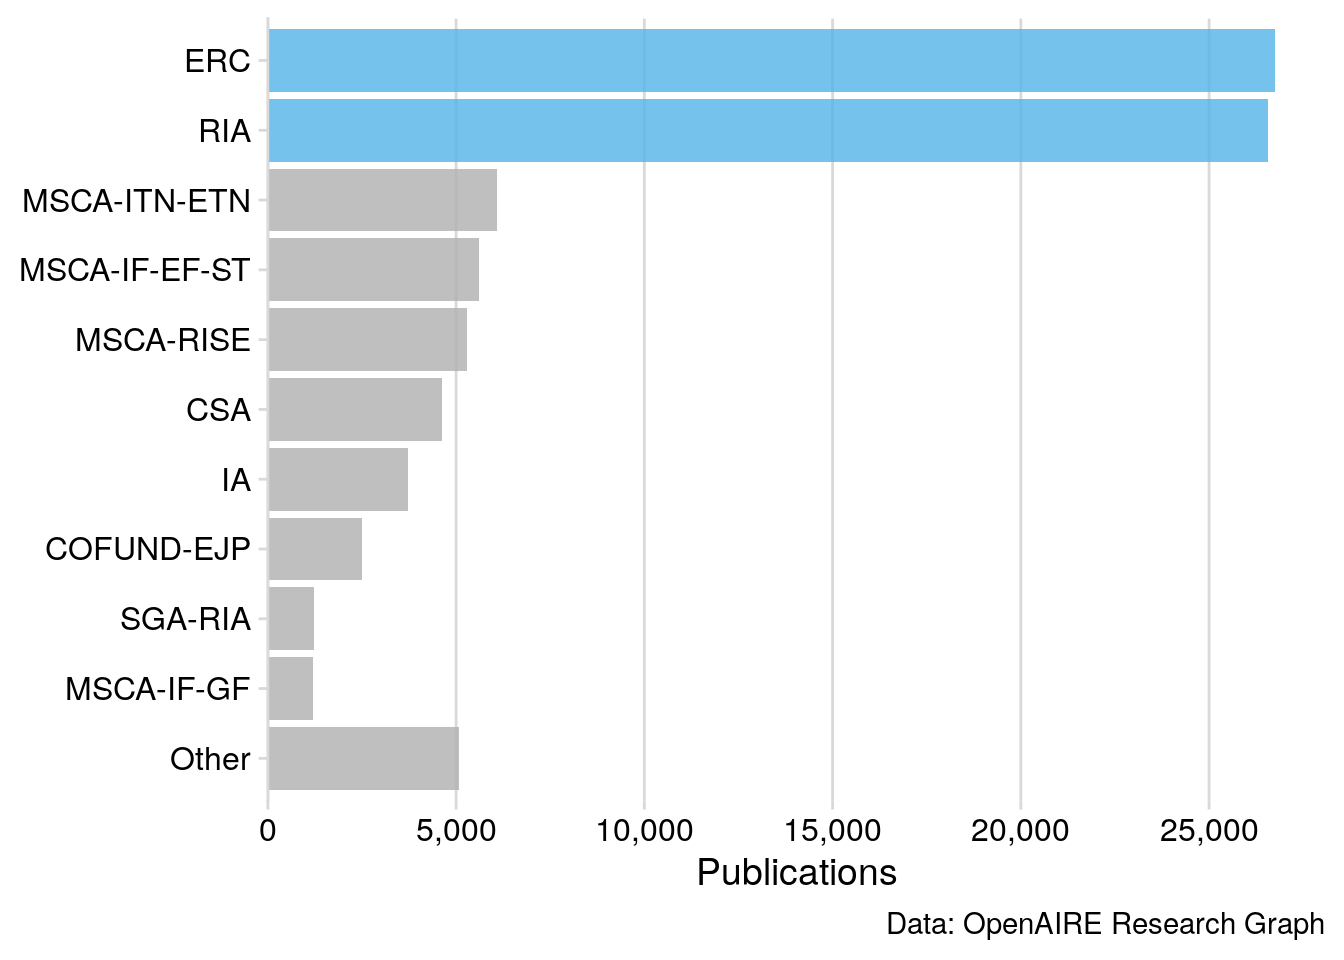 ERC
RIA
MSCA-ITN-ETN
MSCA-IF-EF-ST
MSCA-RISE
CSA
IA
COFUND-EJP
SGA-RIA
MSCA-IF-GF
Other
0 5,000 10,000 15,000 20,000 25,000
Publications
Data: OpenAIRE Research Graph